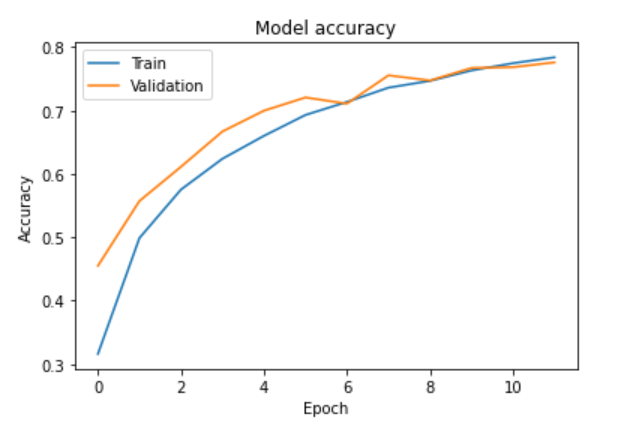 Model accuracy
Train
Validation
Accuracy
0.8
0.7
0.6
0.5
0.4
0.3
0 2 4 6 8 10
Epoch